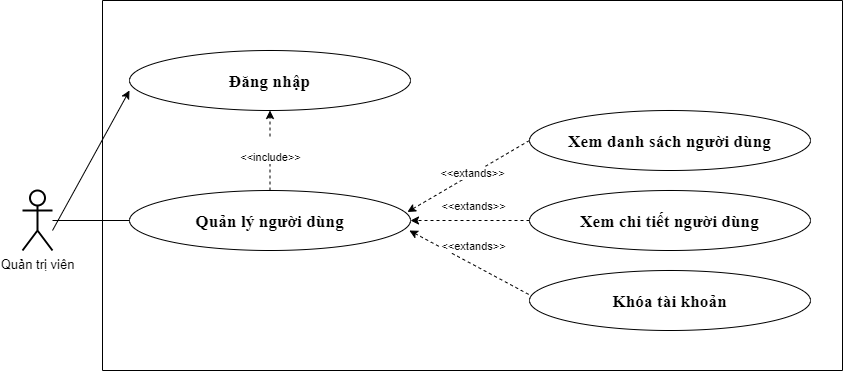 Đăng nhập
<<include>>
Xem danh sách người dùng
<<extands>>
Quản lý người dùng
<<extands>>
Xem chi tiết người dùng
<<extands>>
Quản trị viên
Khóa tài khoản